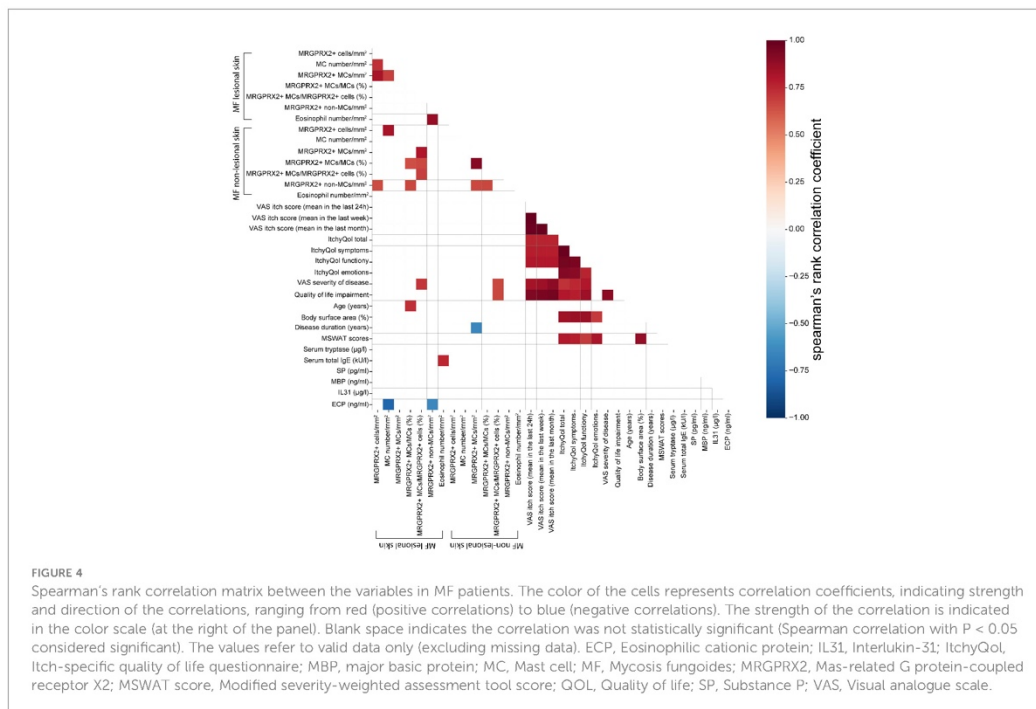 MF lesional skin
MRGPRX2+ cells/mm²
MC number/mm²
MRGPRX2+ MCs/mm²
MRGPRX2+ MCs/MCs (%)
MRGPRX2+ MCs/MRGPRX2+ cells (%)
MRGPRX2+ non-MCs/mm²
Eosinophil number/mm²
MF non-lesional skin
MRGPRX2+ cells/mm²
MC number/mm²
MRGPRX2+ MCs/mm²
MRGPRX2+ MCs/MCs (%)
MRGPRX2+ MCs/MRGPRX2+ cells (%)
MRGPRX2+ non-MCs/mm²
Eosinophil number/mm²
VAS itch score (mean in the last 24h)
VAS itch score (mean in the last week)
VAS itch score (mean in the last month)
ItchyQol total
ItchyQol symptoms
ItchyQol functiony
ItchyQol emotions
VAS severity of disease
Quality of life impairment
Age (years)
Body surface area (%)
Disease duration (years)
MSWAT scores
Serum tryptase (µg/l)
Serum total IgE (kU/l)
SP (pg/ml)
MBP (ng/ml)
IL31 (µg/l)
ECP (ng/ml)
MRGPRX2+ cells/mm²
MC number/mm²
MRGPRX2+ MCs/mm²
MRGPRX2+ MCs/MCs (%)
MRGPRX2+ MCs/MRGPRX2+ cells (%)
MRGPRX2+ non-MCs/mm²
Eosinophil number/mm²
MRGPRX2+ cells/mm²
MC number/mm²
MRGPRX2+ MCs/mm²
MRGPRX2+ MCs/MCs (%)
MRGPRX2+ MCs/MRGPRX2+ cells (%)
MRGPRX2+ non-MCs/mm²
Eosinophil number/mm²
VAS itch score (mean in the last 24h)
VAS itch score (mean in the last week)
VAS itch score (mean in the last month)
ItchyQol total
ItchyQol symptoms
ItchyQol functiony
ItchyQol emotions
VAS severity of disease
Quality of life impairment
Age (years)
Body surface area (%)
Disease duration (years)
MSWAT scores
Serum tryptase (µg/l)
Serum total IgE (kU/l)
SP (pg/ml)
MBP (ng/ml)
IL31 (µg/l)
ECP (ng/ml)
MF lesional skin
MF non-lesional skin
1.00
0.75
0.50
0.25
0.00
−0.25
−0.50
−0.75
−1.00
spearman's rank correlation coefficient
FIGURE 4
Spearman's rank correlation matrix between the variables in MF patients. The color of the cells represents correlation coefficients, indicating strength
and direction of the correlations, ranging from red (positive correlations) to blue (negative correlations). The strength of the correlation is indicated
in the color scale (at the right of the panel). Blank space indicates the correlation was not statistically significant (Spearman correlation with P < 0.05
considered significant). The values refer to valid data only (excluding missing data). ECP, Eosinophilic cationic protein; IL31, Interlukin-31; ItchyQol,
Itch-specific quality of life questionnaire; MBP, major basic protein; MC, Mast cell; MF, Mycosis fungoides; MRGPRX2, Mas-related G protein-coupled
receptor X2; MSWAT score, Modified severity-weighted assessment tool score; QOL, Quality of life; SP, Substance P; VAS, Visual analogue scale.